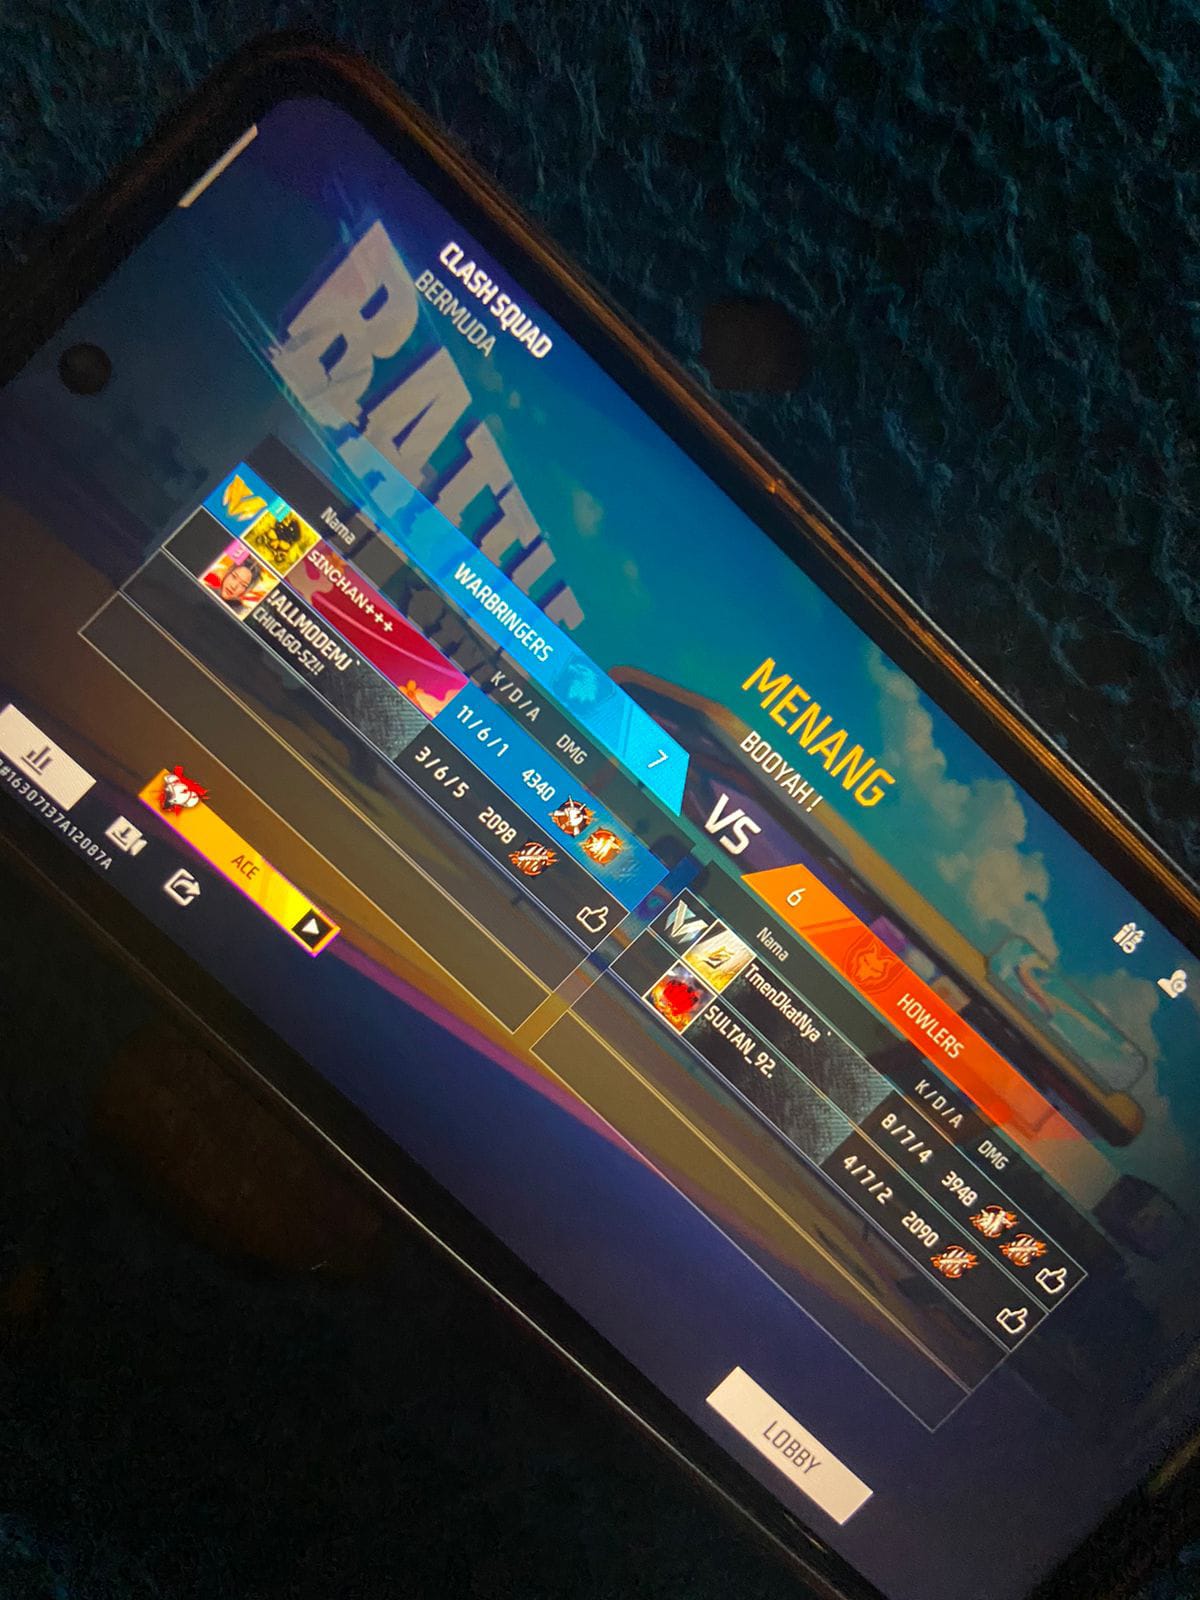 CLASH SQUAD
BERMUDA
MENANG
BOOYAH!
WARBRINGERS
7
VS
6
HOWLERS
Nama
K/D/A
DMG
1
SINCHAN+++
11/6/1
4340
3
CHICAGO-SZ!!
3/6/5
2098
Nama
K/D/A
DMG
TmenDkatNya `
8/7/4
3948
SULTAN_92.
4/7/2
2090
ACE
#16307137A12087A
LOBBY